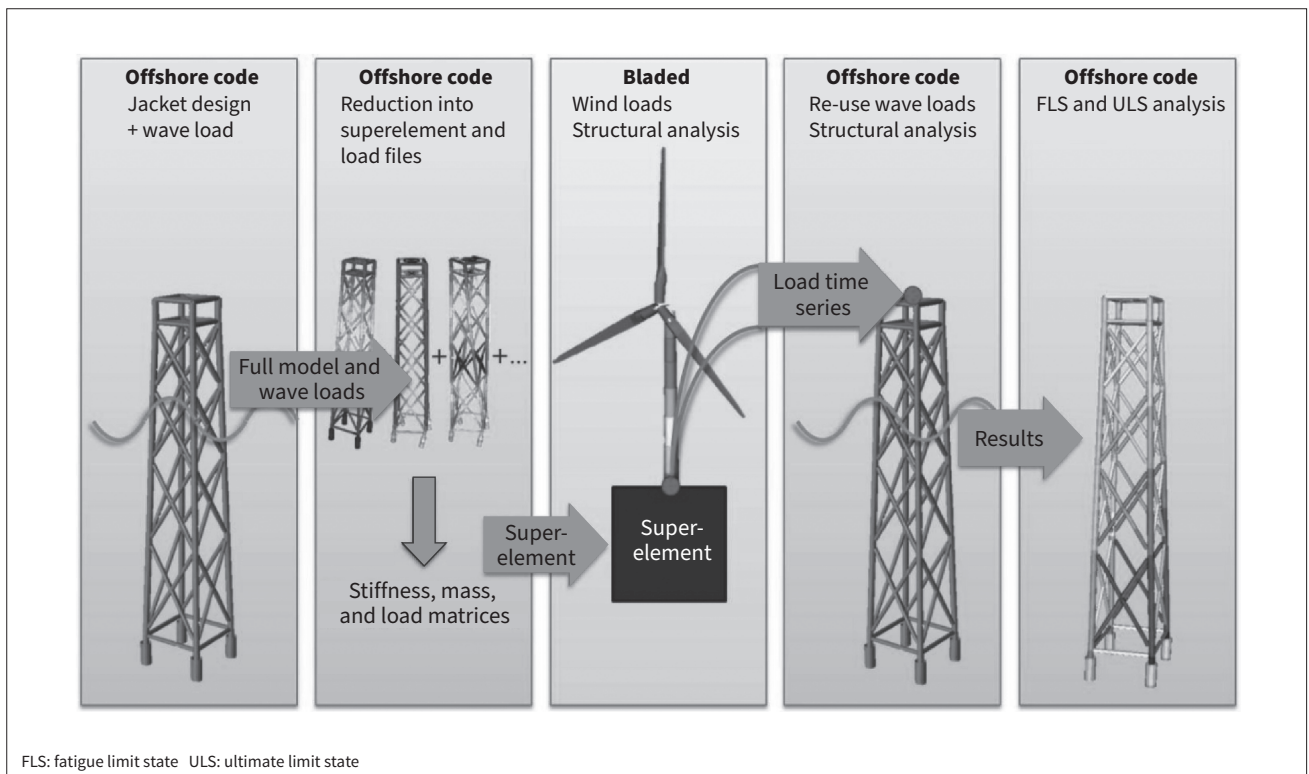 Offshore code
Jacket design
+ wave load
Full model and
wave loads
Offshore code
Reduction into
superelement and
load files
+
+...
Stiffness, mass,
and load matrices
Super-
element
Bladed
Wind loads
Structural analysis
Super-
element
Load time
series
Offshore code
Re-use wave loads
Structural analysis
Results
Offshore code
FLS and ULS analysis
FLS: fatigue limit state ULS: ultimate limit state